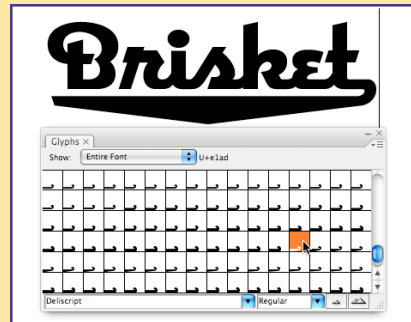 Brisket
Glyphs ×
Show: Entire Font U+e1ad
Deliscript Regular